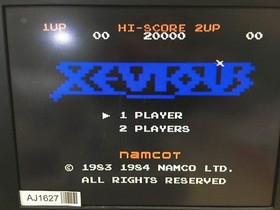 1UP HI-SCORE 2UP
00 20000 00
XEVIOUS
1 PLAYER
2 PLAYERS
namcot
© 1983 1984 NAMCO LTD.
ALL RIGHTS RESERVED
AJ1627